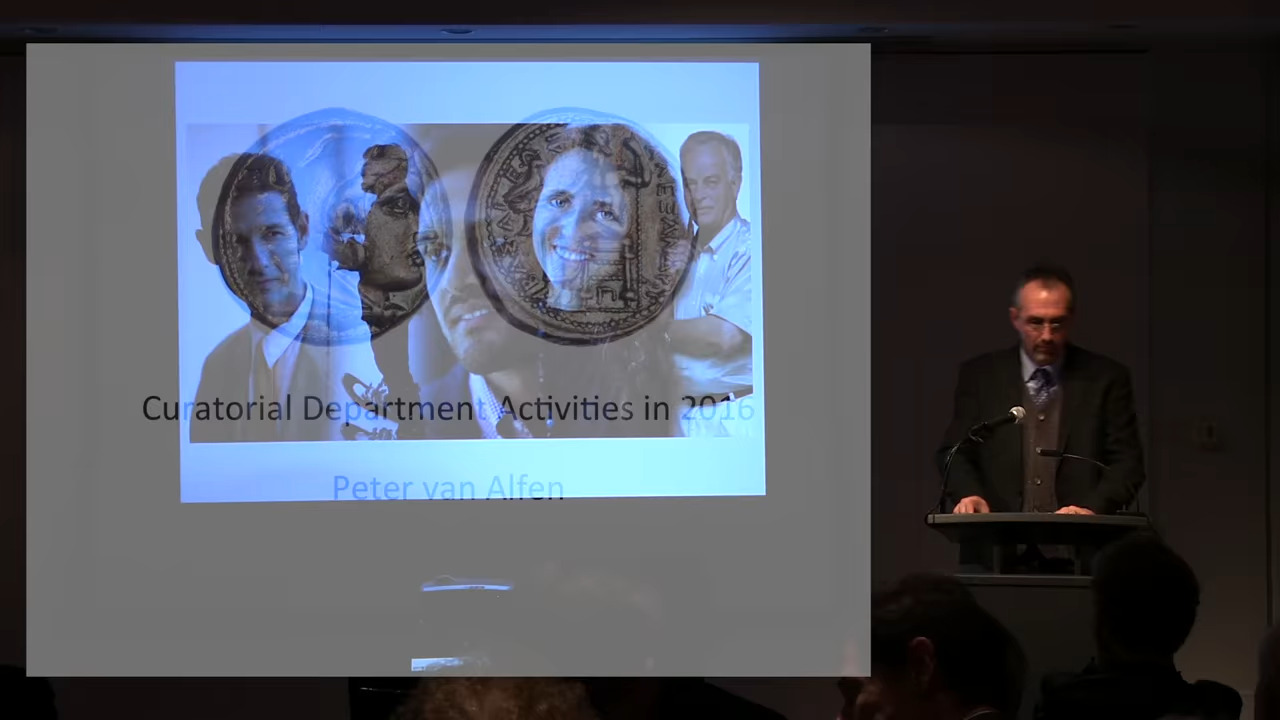 Curatorial Department Activities in 2016
Peter van Alfen